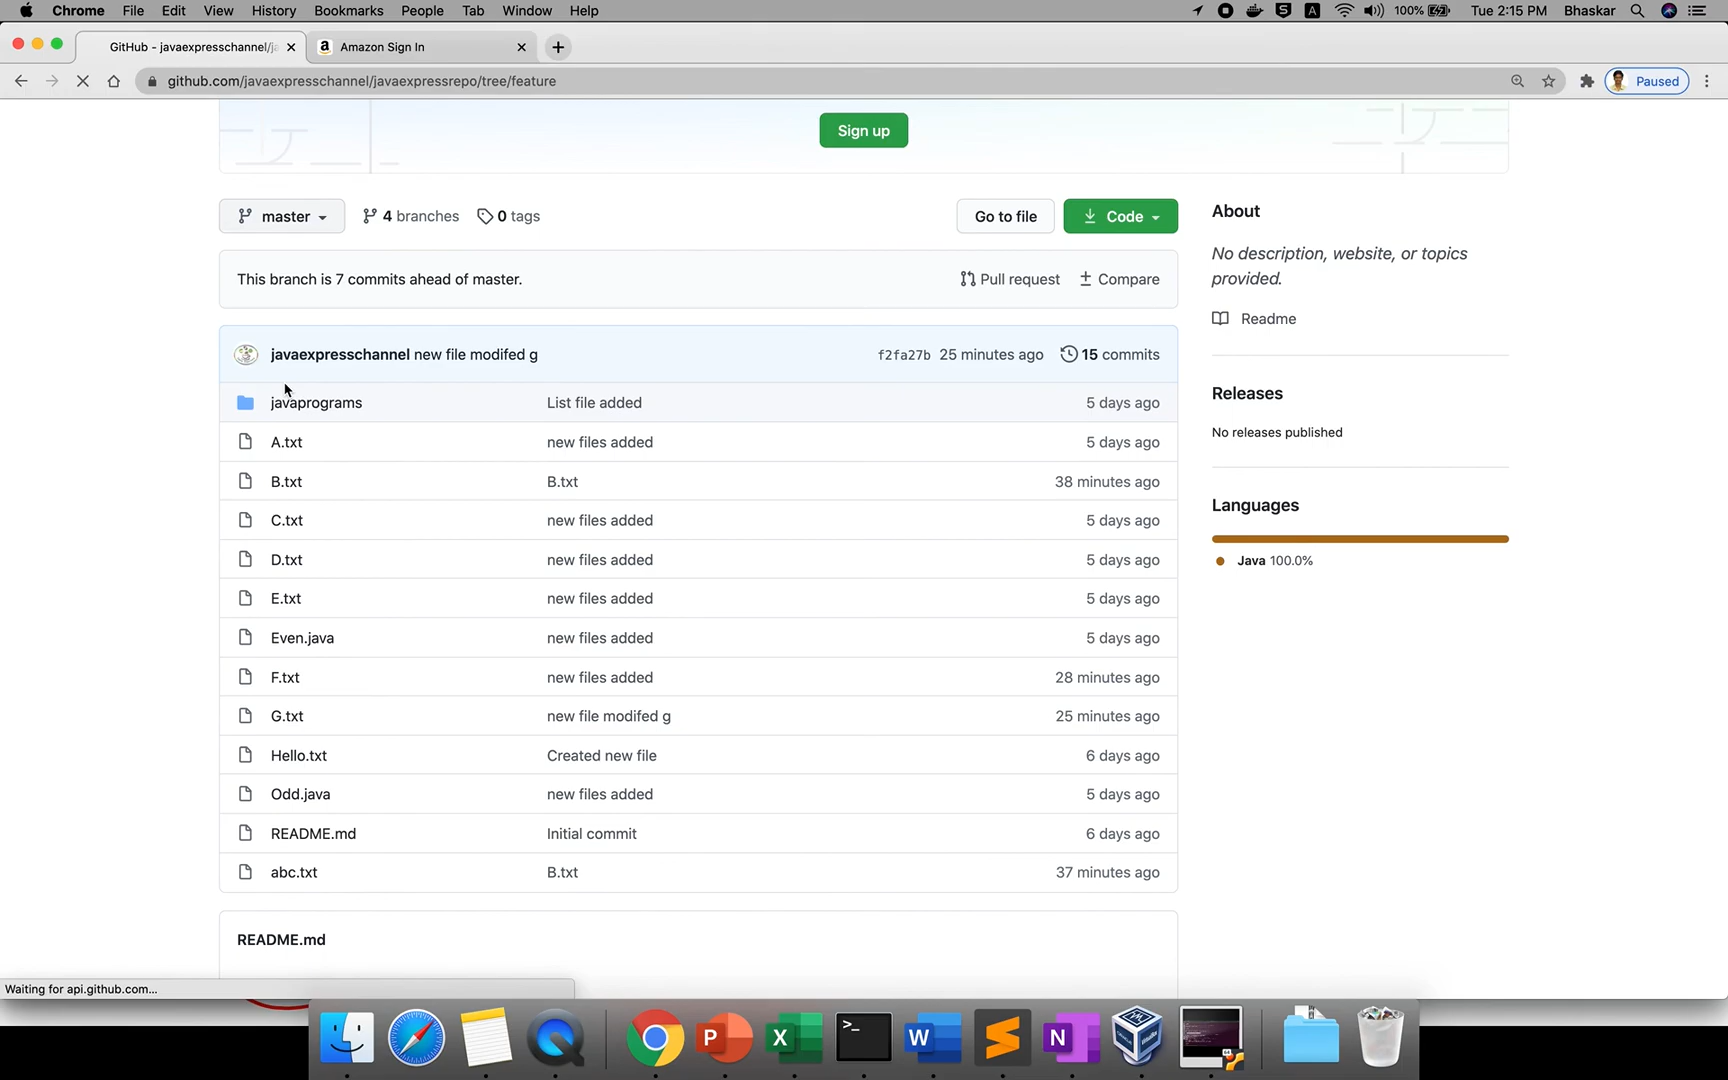 Chrome File Edit View History Bookmarks People Tab Window Help
100% Tue 2:15 PM Bhaskar
GitHub - javaexpresschannel/ja
Amazon Sign In
github.com/javaexpresschannel/javaexpressrepo/tree/feature
Paused
Sign up
master
4 branches
0 tags
Go to file
Code
About
This branch is 7 commits ahead of master.
Pull request
Compare
No description, website, or topics
provided.
Readme
javaexpresschannel new file modifed g
f2fa27b 25 minutes ago
15 commits
javaprograms List file added 5 days ago
A.txt new files added 5 days ago
B.txt B.txt 38 minutes ago
C.txt new files added 5 days ago
D.txt new files added 5 days ago
E.txt new files added 5 days ago
Even.java new files added 5 days ago
F.txt new files added 28 minutes ago
G.txt new file modifed g 25 minutes ago
Hello.txt Created new file 6 days ago
Odd.java new files added 5 days ago
README.md Initial commit 6 days ago
abc.txt B.txt 37 minutes ago
Releases
No releases published
Languages
Java 100.0%
README.md
Waiting for api.github.com...